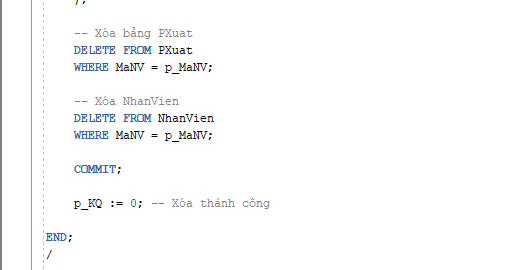 );
-- Xóa bảng PXuat
DELETE FROM PXuat
WHERE MaNV = p_MaNV;
-- Xóa NhanVien
DELETE FROM NhanVien
WHERE MaNV = p_MaNV;
COMMIT;
p_KQ := 0; -- Xóa thành công
END;
/